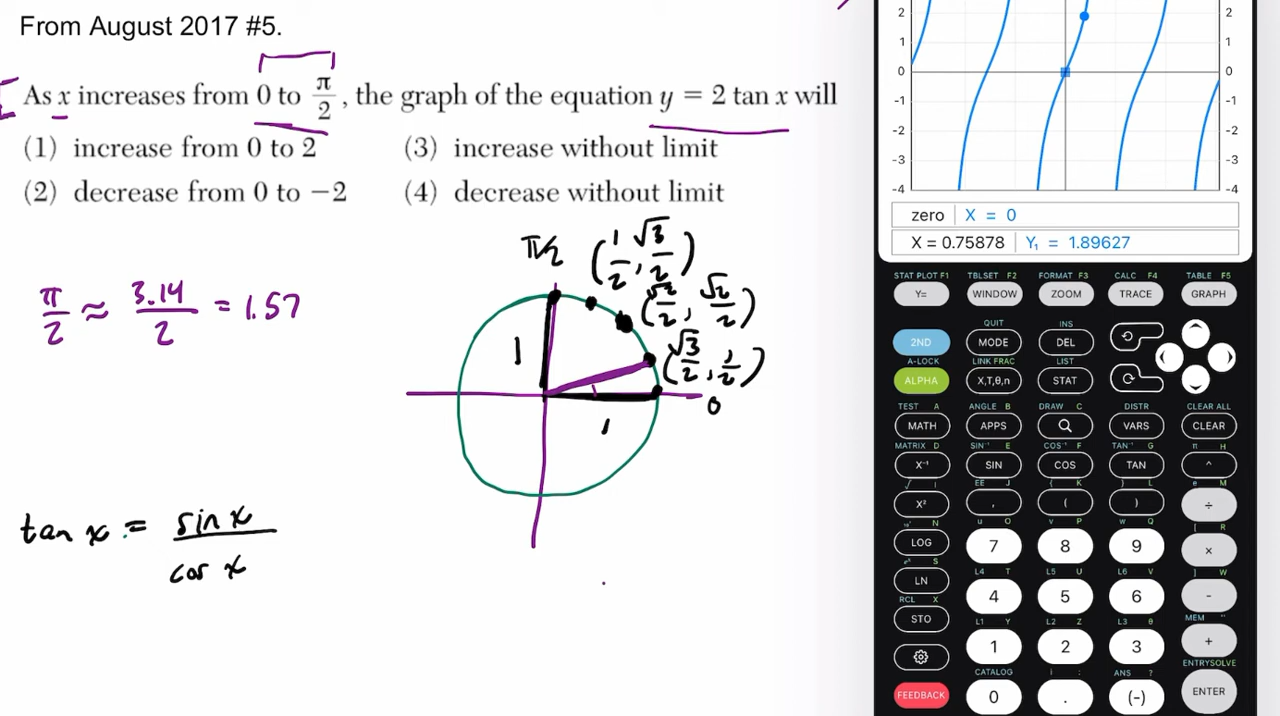 From August 2017 #5.
As x increases from 0 to π/2, the graph of the equation y = 2 tan x will
(1) increase from 0 to 2
(3) increase without limit
(2) decrease from 0 to −2
(4) decrease without limit
π/2 ≈ 3.14/2 = 1.57
π/2
(1/2, √3/2)
(√2/2, √2/2)
(√3/2, 1/2)
1
0
1
tan x = sin x / cos x
2 2
1 1
0 0
-1 -1
-2 -2
-3 -3
-4 -4
zero X = 0
X = 0.75878 Y₁ = 1.89627
STAT PLOT F1 TBLSET F2 FORMAT F3 CALC F4 TABLE F5
Y= WINDOW ZOOM TRACE GRAPH
QUIT INS
2ND MODE DEL
A-LOCK LINK FRAC LIST
ALPHA X,T,θ,n STAT
TEST A ANGLE B DRAW C DISTR CLEAR ALL
MATH APPS VARS CLEAR
MATRIX D SIN⁻¹ E COS⁻¹ F TAN⁻¹ G π H
X⁻¹ SIN COS TAN ^
√ I EE J { K } L e M
X² , ( ) ÷
10ˣ N u O v P w Q [ R
LOG 7 8 9 ×
eˣ S L4 T L5 U L6 V ] W
LN 4 5 6 -
RCL X L1 Y L2 Z L3 θ MEM "
STO 1 2 3 +
CATALOG i : ANS ? ENTRYSOLVE
FEEDBACK 0 . (-) ENTER